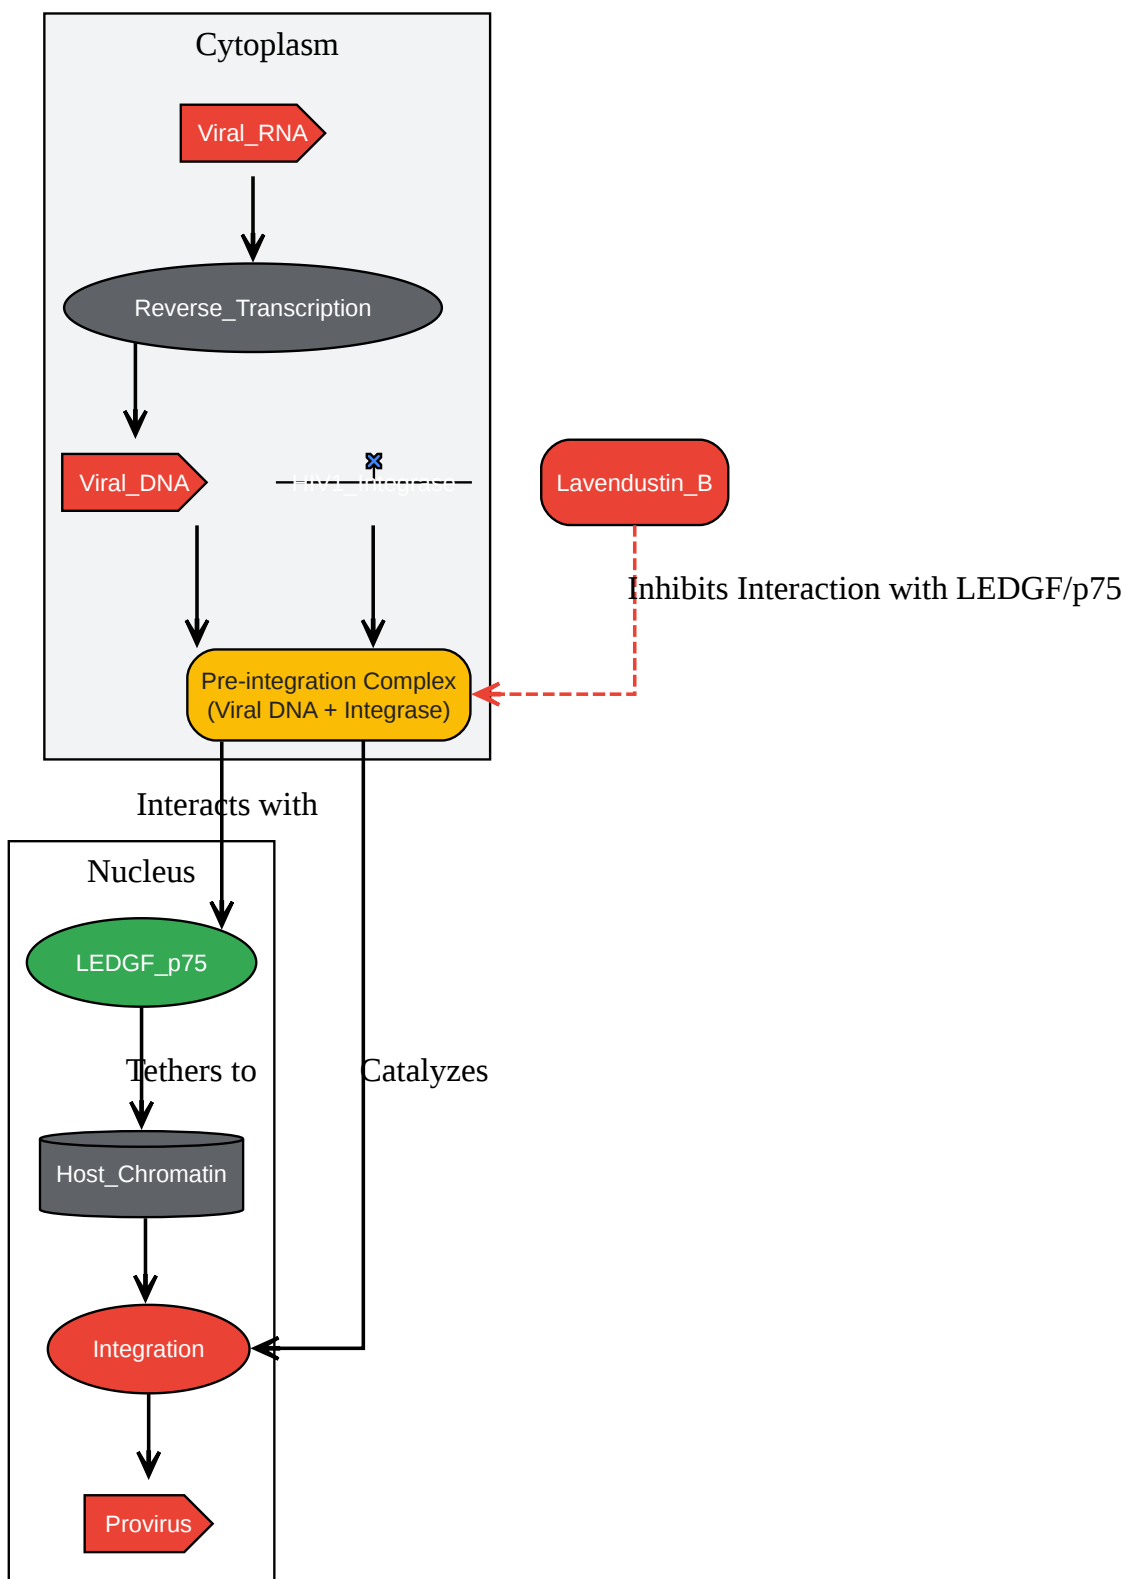 Cytoplasm
Viral_RNA
Reverse_Transcription
Viral_DNA
HIV1_Integrase
Lavendustin_B
Inhibits Interaction with LEDGF/p75
Pre-integration Complex
(Viral DNA + Integrase)
Interacts with
Nucleus
LEDGF_p75
Tethers to
Catalyzes
Host_Chromatin
Integration
Provirus